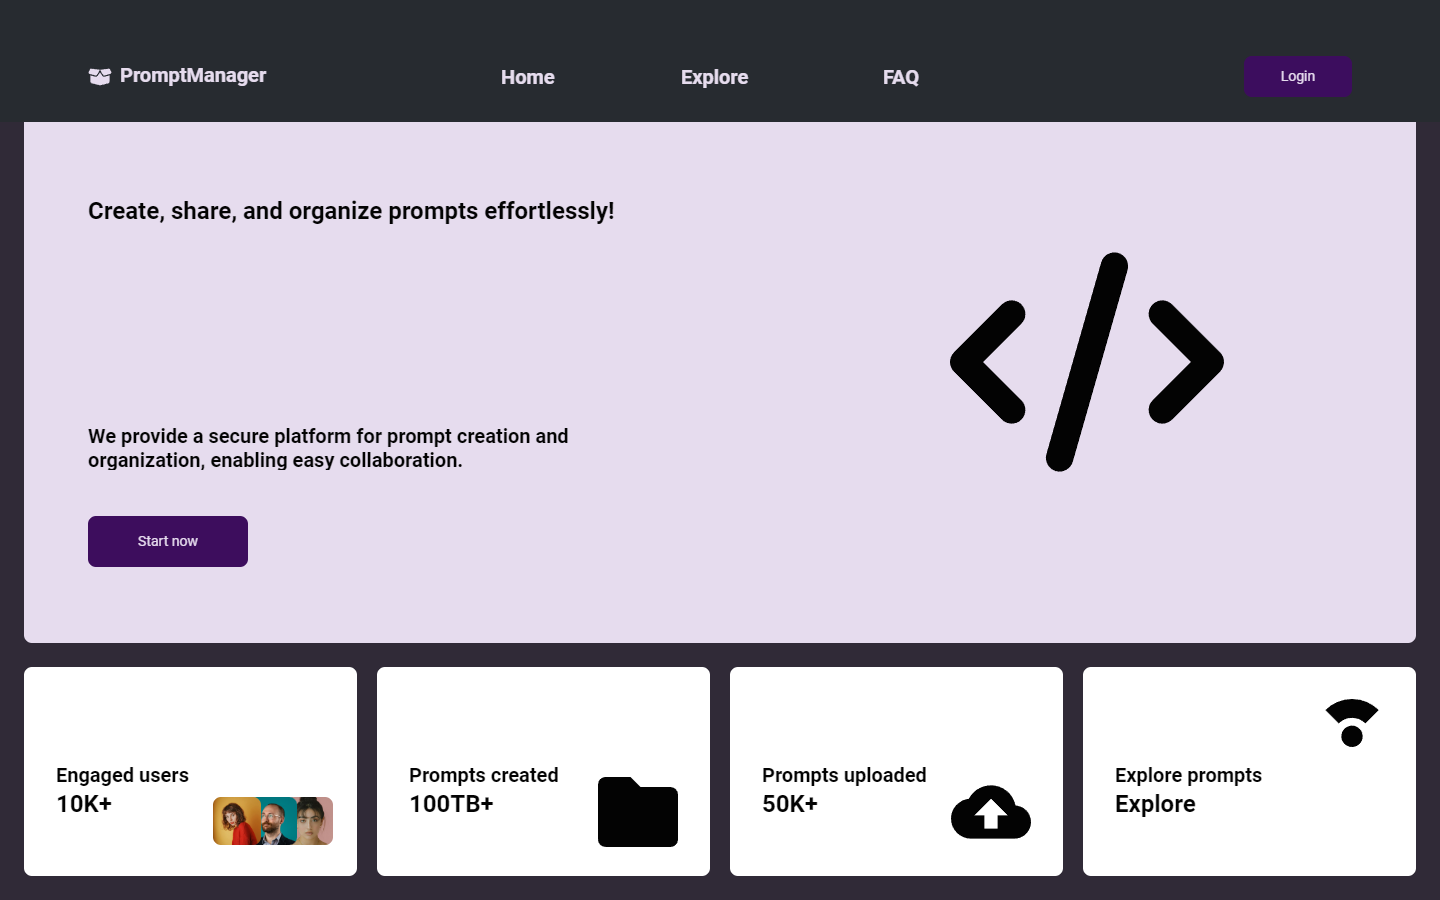 PromptManager
Home
Explore
FAQ
Login
Create, share, and organize prompts effortlessly!
We provide a secure platform for prompt creation and
organization, enabling easy collaboration.
Start now
Engaged users
10K+
Prompts created
100TB+
Prompts uploaded
50K+
Explore prompts
Explore